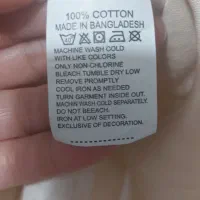 100% COTTON
MADE IN BANGLADESH
MACHINE WASH COLD
WITH LIKE COLORS
ONLY NON-CHLORINE
BLEACH TUMBLE DRY LOW
REMOVE PROMPTLY
COOL IRON AS NEEDED
TURN GARMENT INSIDE OUT.
MACHIN WASH COLD SEPARATELY.
DO NOT BEEACH.
IRON AT LOW SETTING.
EXCLUSIVE OF DECORATION.